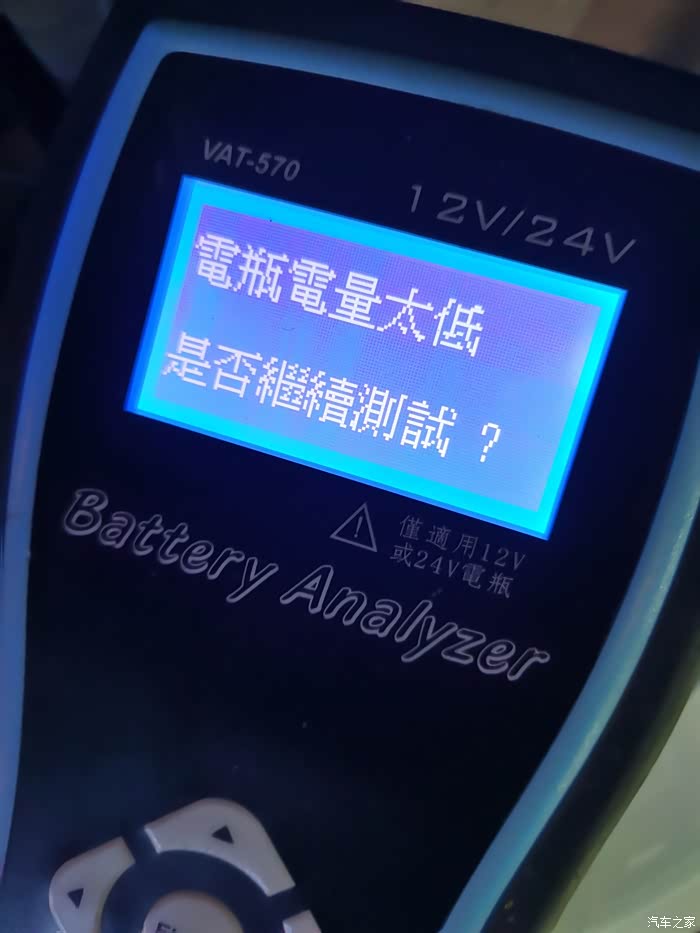 VAT-570
12V/24V
電瓶電量太低
是否繼續測試 ?
僅適用12V
或24V電瓶
Battery Analyzer
汽车之家